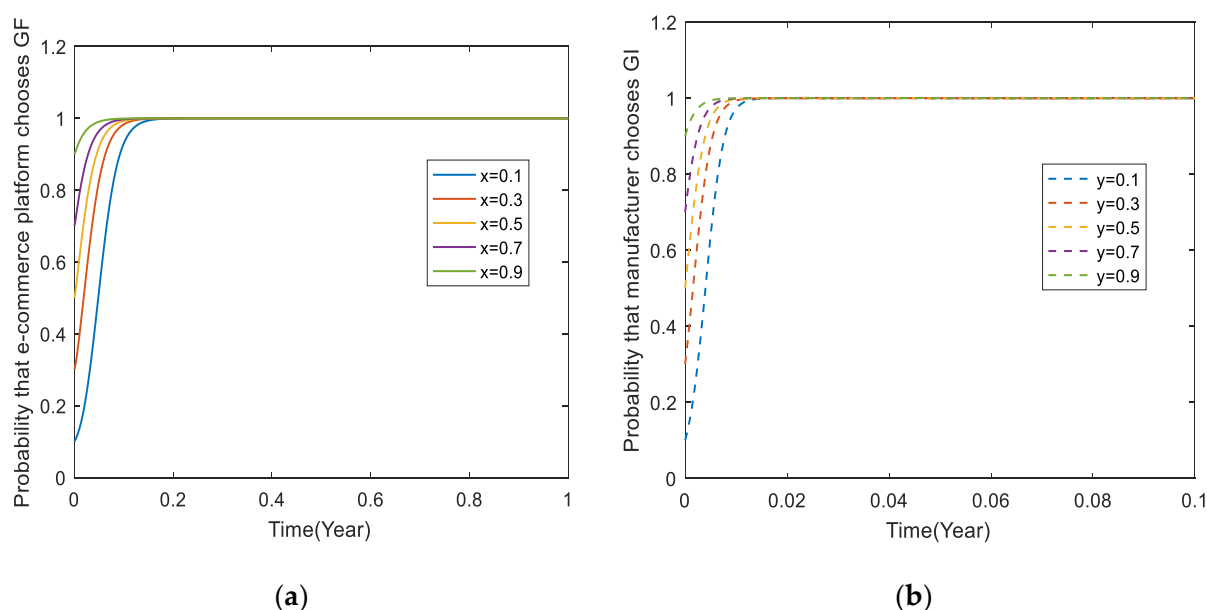 Probability that e-commerce platform chooses GF
1.2
1
0.8
0.6
0.4
0.2
0
0
0.2
0.4
0.6
0.8
1
Time(Year)
x=0.1
x=0.3
x=0.5
x=0.7
x=0.9
(a)
Probability that manufacturer chooses GI
1.2
1
0.8
0.6
0.4
0.2
0
0
0.02
0.04
0.06
0.08
0.1
Time(Year)
y=0.1
y=0.3
y=0.5
y=0.7
y=0.9
(b)